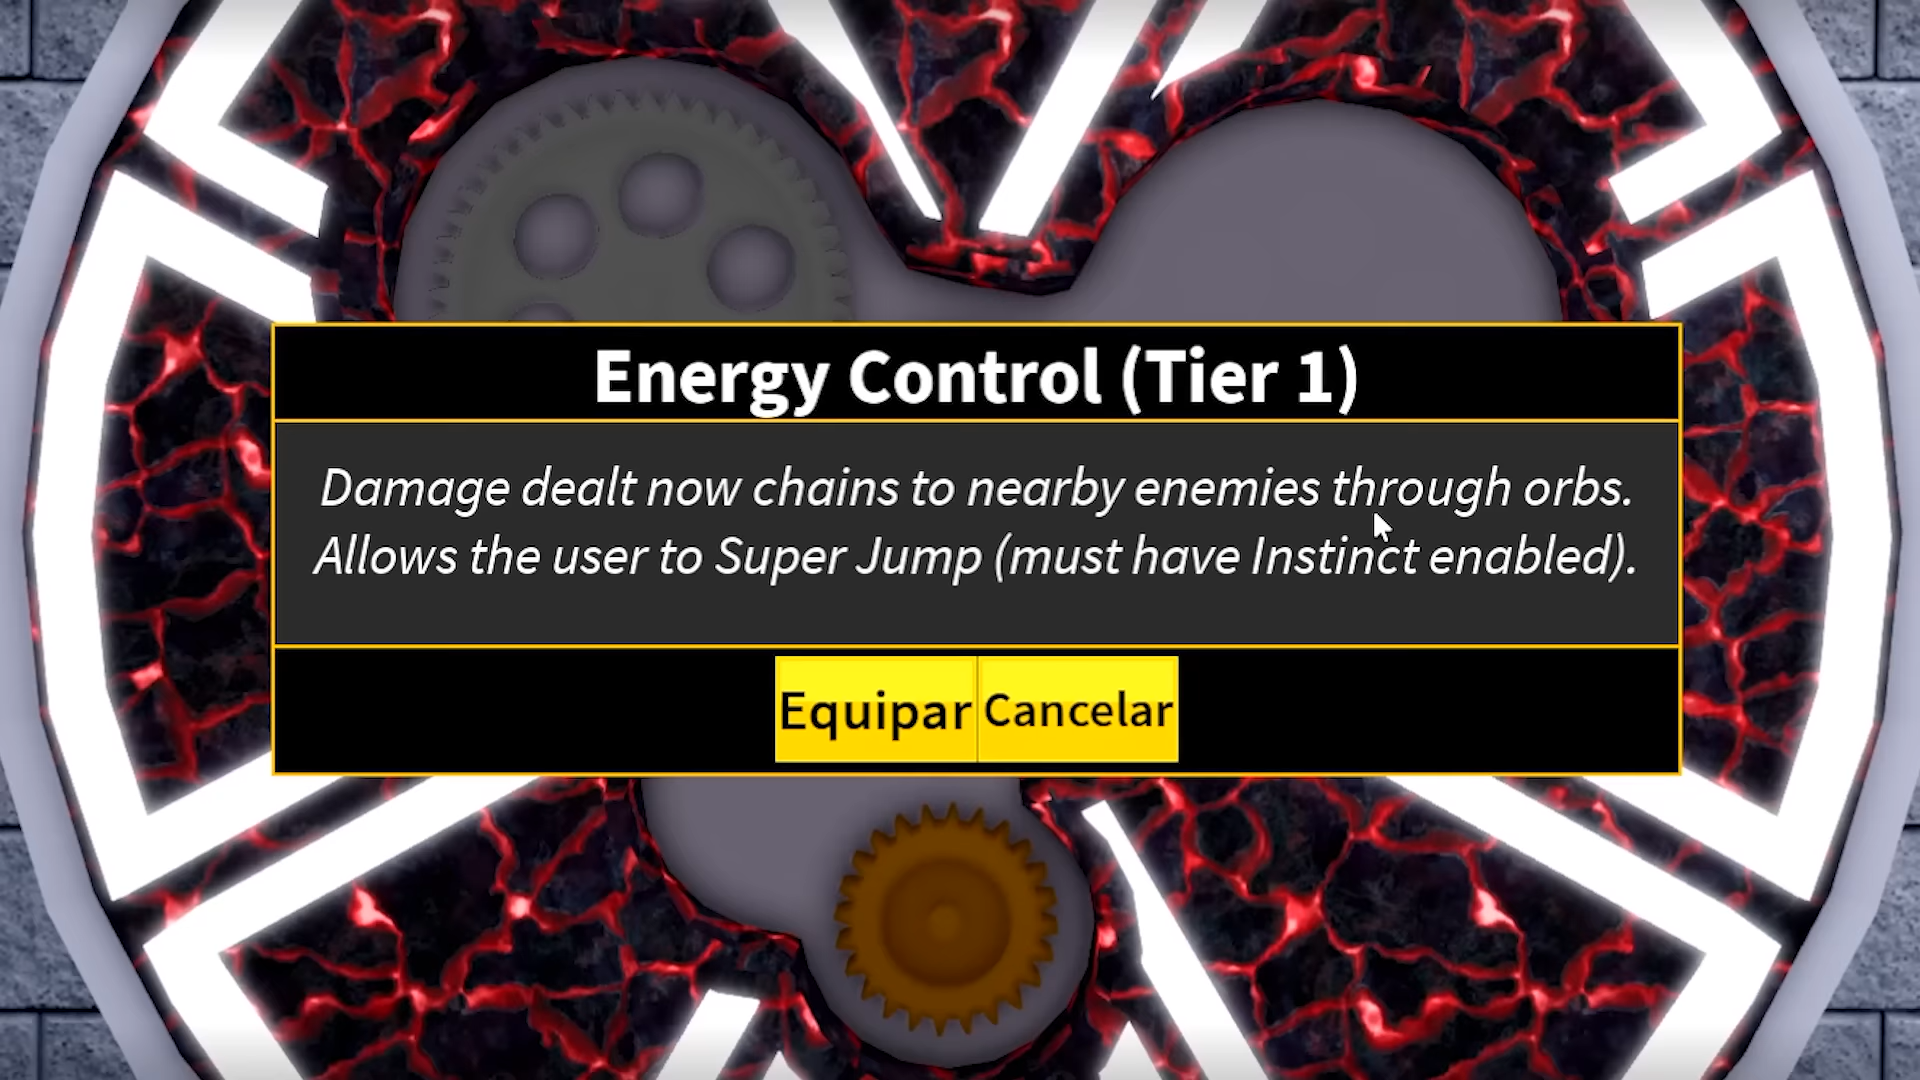 Energy Control (Tier 1)
Damage dealt now chains to nearby enemies through orbs.
Allows the user to Super Jump (must have Instinct enabled).
Equipar Cancelar